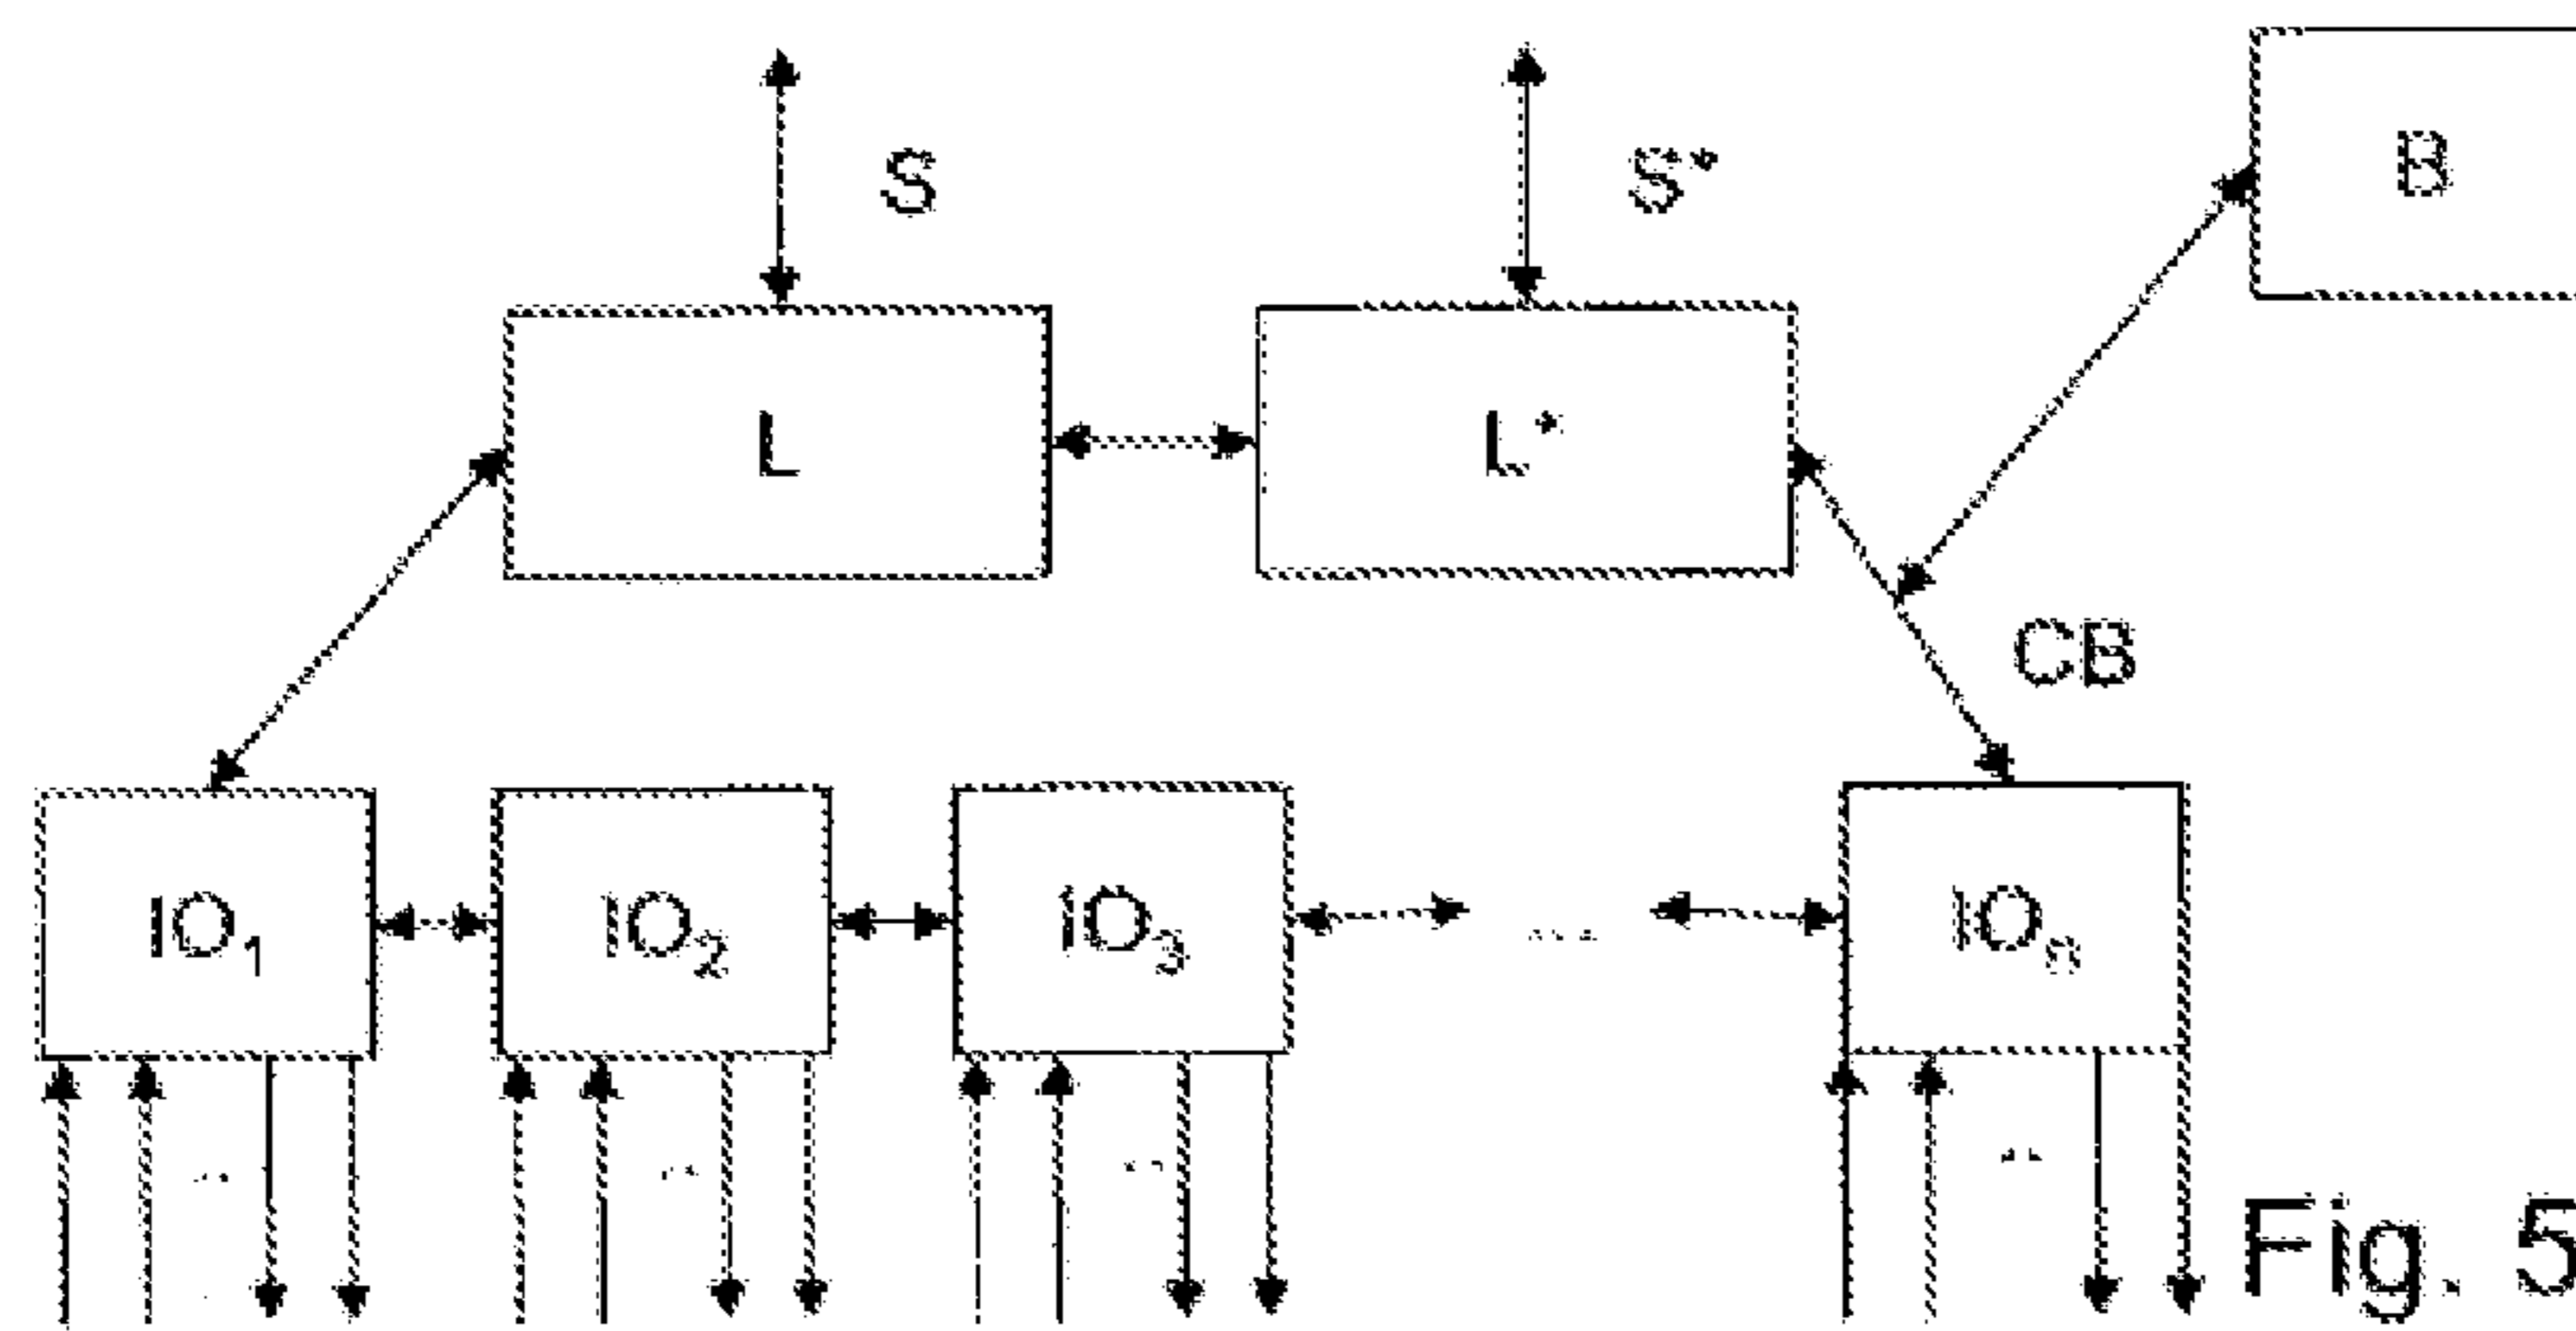 S
S*
B
L
L*
CB
IO₁
IO₂
IO₃
...
IOₙ
..
..
..
..
Fig. 5